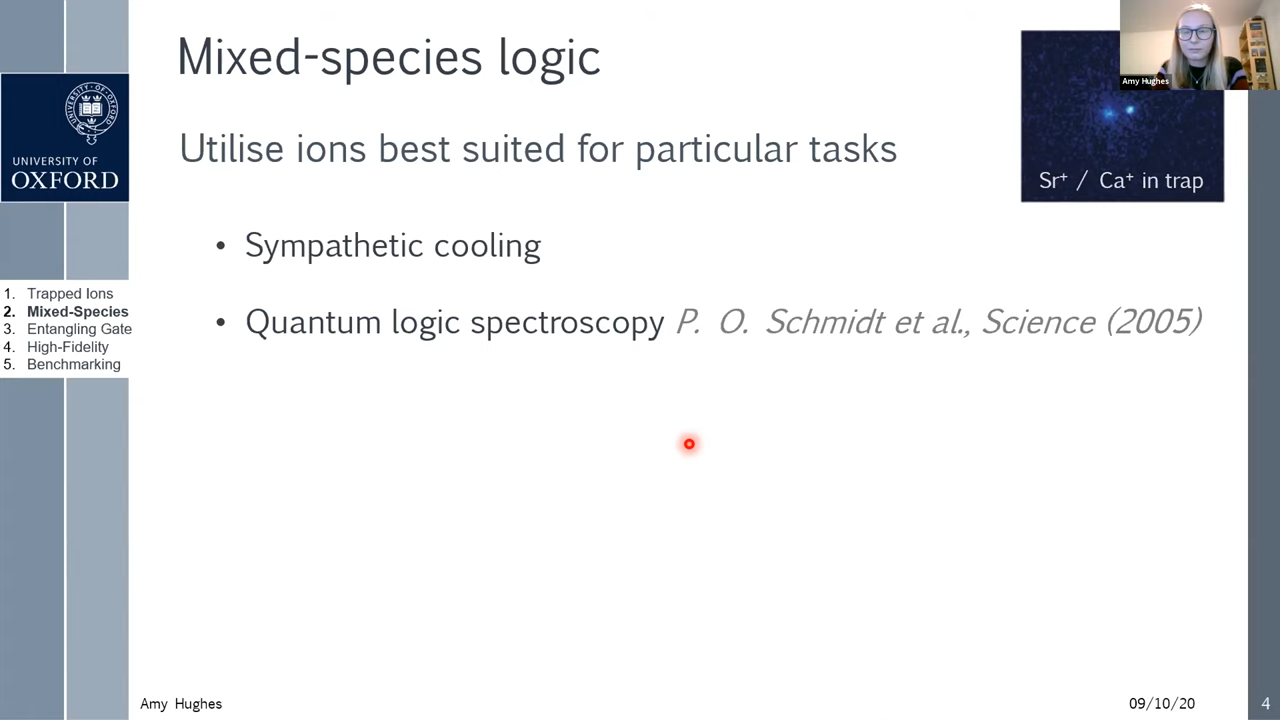 Mixed-species logic
Amy Hughes
Utilise ions best suited for particular tasks
Sr⁺ / Ca⁺ in trap
UNIVERSITY OF
OXFORD
• Sympathetic cooling
• Quantum logic spectroscopy P. O. Schmidt et al., Science (2005)
1. Trapped Ions
2. Mixed-Species
3. Entangling Gate
4. High-Fidelity
5. Benchmarking
Amy Hughes
09/10/20
4